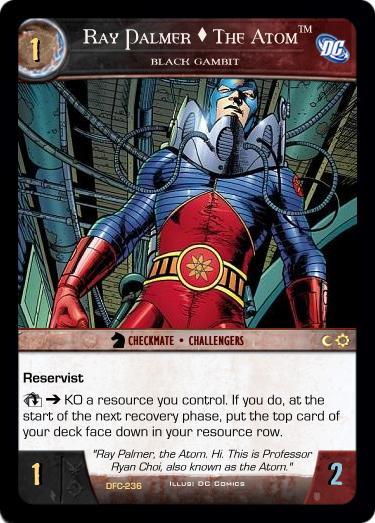 1
RAY PALMER ♦ THE ATOM™
DC
BLACK GAMBIT
CHECKMATE • CHALLENGERS
Reservist
➔ KO a resource you control. If you do, at the
start of the next recovery phase, put the top card of
your deck face down in your resource row.
"Ray Palmer, the Atom. Hi. This is Professor
Ryan Choi, also known as the Atom."
1
DFC-236
ILLUS: DC COMICS
2